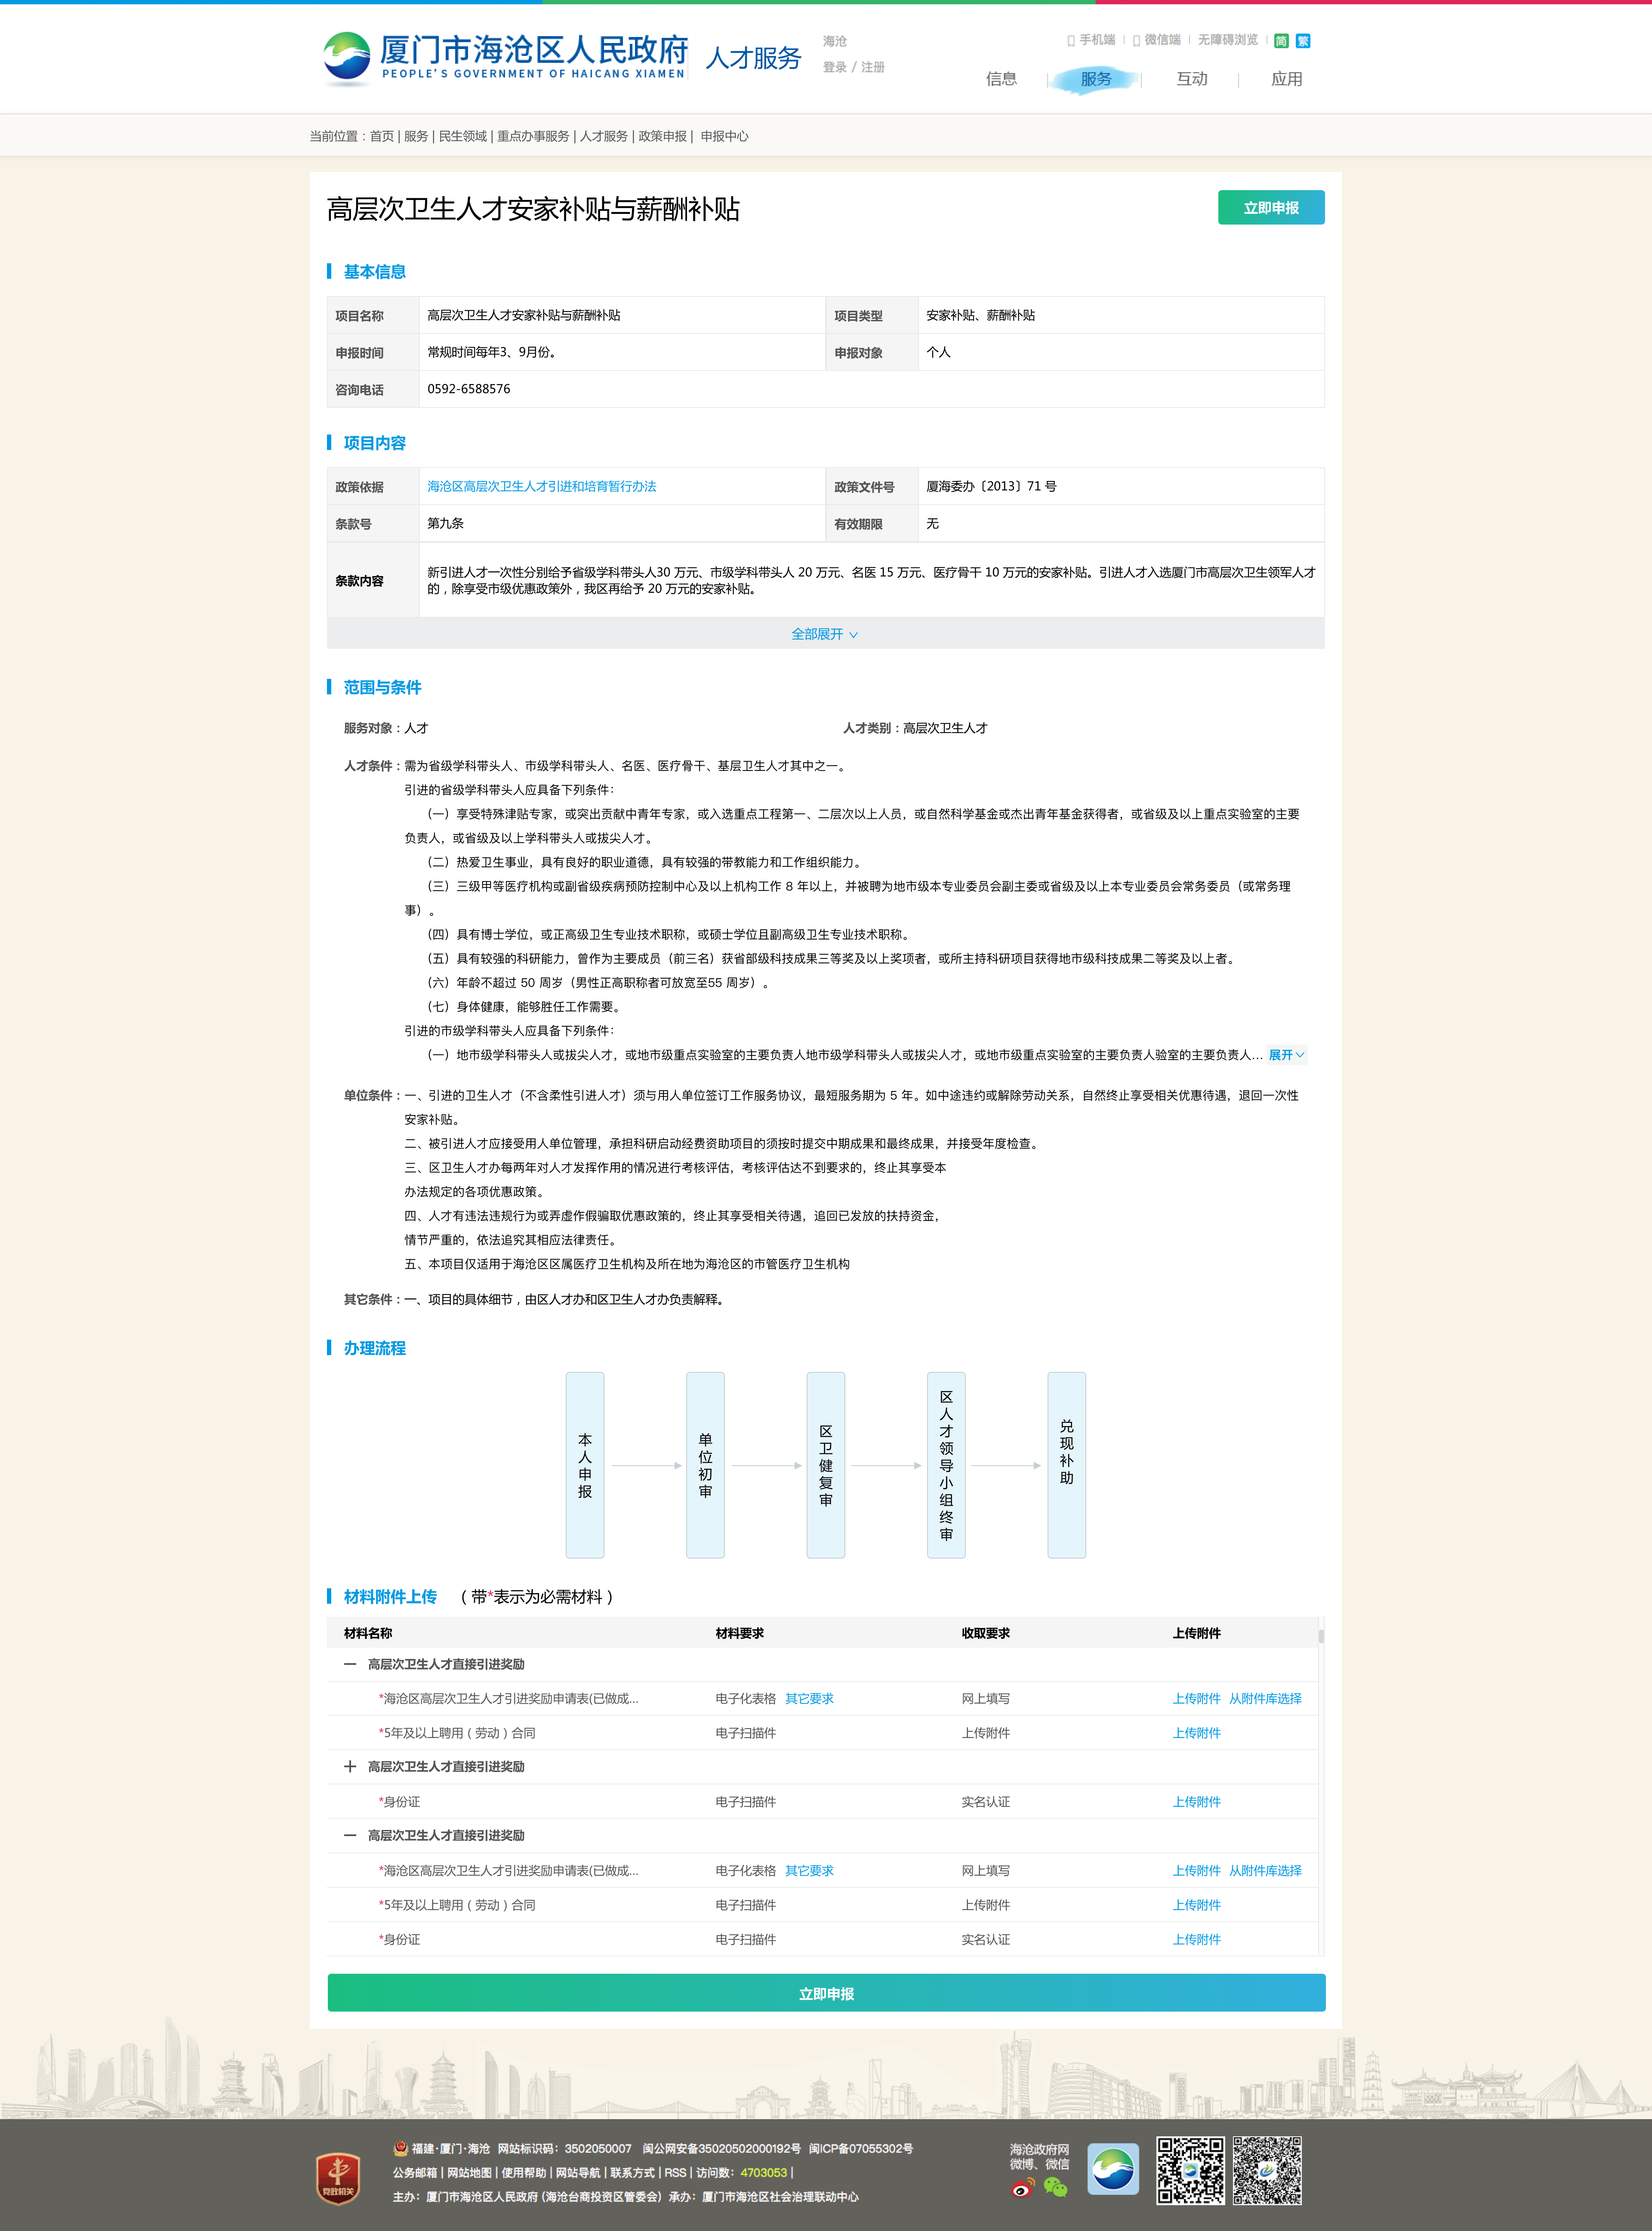 厦门市海沧区人民政府
PEOPLE'S GOVERNMENT OF HAICANG XIAMEN
人才服务
海沧
登录 / 注册
手机端 | 微信端 | 无障碍浏览 | 简 繁
信息 | 服务 | 互动 | 应用
当前位置：首页 | 服务 | 民生领域 | 重点办事服务 | 人才服务 | 政策申报 | 申报中心
高层次卫生人才安家补贴与薪酬补贴
立即申报
基本信息
项目名称 高层次卫生人才安家补贴与薪酬补贴 项目类型 安家补贴、薪酬补贴
申报时间 常规时间每年3、9月份。 申报对象 个人
咨询电话 0592-6588576
项目内容
政策依据 海沧区高层次卫生人才引进和培育暂行办法 政策文件号 厦海委办〔2013〕71 号
条款号 第九条 有效期限 无
条款内容 新引进人才一次性分别给予省级学科带头人30 万元、市级学科带头人 20 万元、名医 15 万元、医疗骨干 10 万元的安家补贴。引进人才入选厦门市高层次卫生领军人才
的，除享受市级优惠政策外，我区再给予 20 万元的安家补贴。
全部展开
范围与条件
服务对象：人才 人才类别：高层次卫生人才
人才条件：需为省级学科带头人、市级学科带头人、名医、医疗骨干、基层卫生人才其中之一。
引进的省级学科带头人应具备下列条件：
（一）享受特殊津贴专家，或突出贡献中青年专家，或入选重点工程第一、二层次以上人员，或自然科学基金或杰出青年基金获得者，或省级及以上重点实验室的主要
负责人，或省级及以上学科带头人或拔尖人才。
（二）热爱卫生事业，具有良好的职业道德，具有较强的带教能力和工作组织能力。
（三）三级甲等医疗机构或副省级疾病预防控制中心及以上机构工作 8 年以上，并被聘为地市级本专业委员会副主委或省级及以上本专业委员会常务委员（或常务理
事）。
（四）具有博士学位，或正高级卫生专业技术职称，或硕士学位且副高级卫生专业技术职称。
（五）具有较强的科研能力，曾作为主要成员（前三名）获省部级科技成果三等奖及以上奖项者，或所主持科研项目获得地市级科技成果二等奖及以上者。
（六）年龄不超过 50 周岁（男性正高职称者可放宽至55 周岁）。
（七）身体健康，能够胜任工作需要。
引进的市级学科带头人应具备下列条件：
（一）地市级学科带头人或拔尖人才，或地市级重点实验室的主要负责人地市级学科带头人或拔尖人才，或地市级重点实验室的主要负责人验室的主要负责人... 展开
单位条件：一、引进的卫生人才（不含柔性引进人才）须与用人单位签订工作服务协议，最短服务期为 5 年。如中途违约或解除劳动关系，自然终止享受相关优惠待遇，退回一次性
安家补贴。
二、被引进人才应接受用人单位管理，承担科研启动经费资助项目的须按时提交中期成果和最终成果，并接受年度检查。
三、区卫生人才办每两年对人才发挥作用的情况进行考核评估，考核评估达不到要求的，终止其享受本
办法规定的各项优惠政策。
四、人才有违法违规行为或弄虚作假骗取优惠政策的，终止其享受相关待遇，追回已发放的扶持资金，
情节严重的，依法追究其相应法律责任。
五、本项目仅适用于海沧区区属医疗卫生机构及所在地为海沧区的市管医疗卫生机构
其它条件：一、项目的具体细节，由区人才办和区卫生人才办负责解释。
办理流程
本人申报
单位初审
区卫健复审
区人才领导小组终审
兑现补助
材料附件上传 （带*表示为必需材料）
材料名称 材料要求 收取要求 上传附件
一 高层次卫生人才直接引进奖励
*海沧区高层次卫生人才引进奖励申请表(已做成... 电子化表格 其它要求 网上填写 上传附件 从附件库选择
*5年及以上聘用（劳动）合同 电子扫描件 上传附件 上传附件
＋ 高层次卫生人才直接引进奖励
*身份证 电子扫描件 实名认证 上传附件
一 高层次卫生人才直接引进奖励
*海沧区高层次卫生人才引进奖励申请表(已做成... 电子化表格 其它要求 网上填写 上传附件 从附件库选择
*5年及以上聘用（劳动）合同 电子扫描件 上传附件 上传附件
*身份证 电子扫描件 实名认证 上传附件
立即申报
党政机关
福建·厦门·海沧 网站标识码：3502050007 闽公网安备35020502000192号 闽ICP备07055302号
公务邮箱 | 网站地图 | 使用帮助 | 网站导航 | 联系方式 | RSS | 访问数：4703053 |
主办：厦门市海沧区人民政府 (海沧台商投资区管委会) 承办：厦门市海沧区社会治理联动中心
海沧政府网
微博、微信